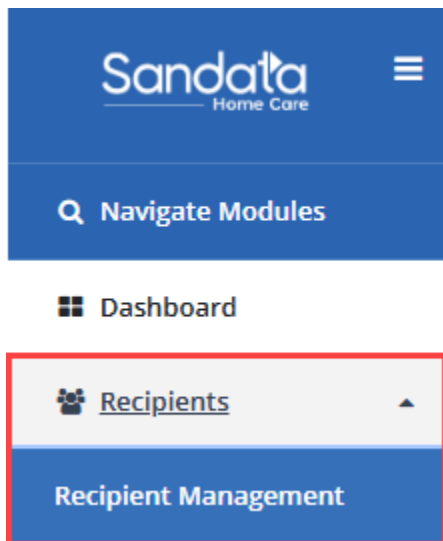 Sandata
Home Care
Navigate Modules
Dashboard
Recipients
Recipient Management